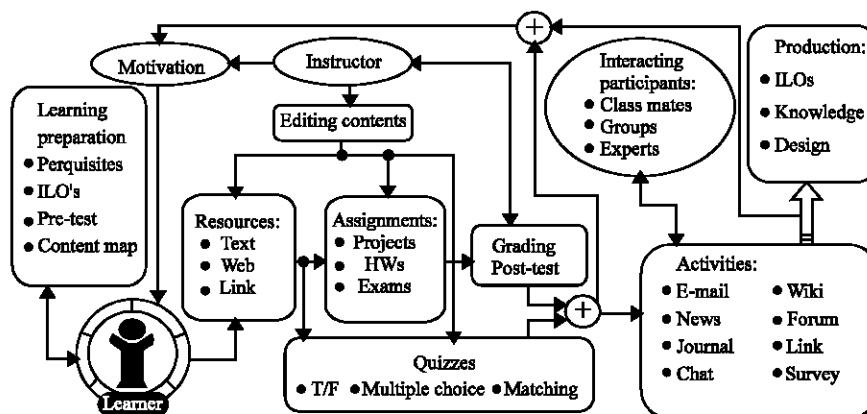 Motivation
Instructor
+
Interacting
participants:
● Class mates
● Groups
● Experts
Production:
● ILOs
● Knowledge
● Design
Learning
preparation
● Perquisites
● ILO's
● Pre-test
● Content map
Editing contents
Resources:
● Text
● Web
● Link
Assignments:
● Projects
● HWs
● Exams
Grading
Post-test
+
Activities:
● E-mail
● News
● Journal
● Chat
● Wiki
● Forum
● Link
● Survey
Quizzes
● T/F ● Multiple choice ● Matching
Learner